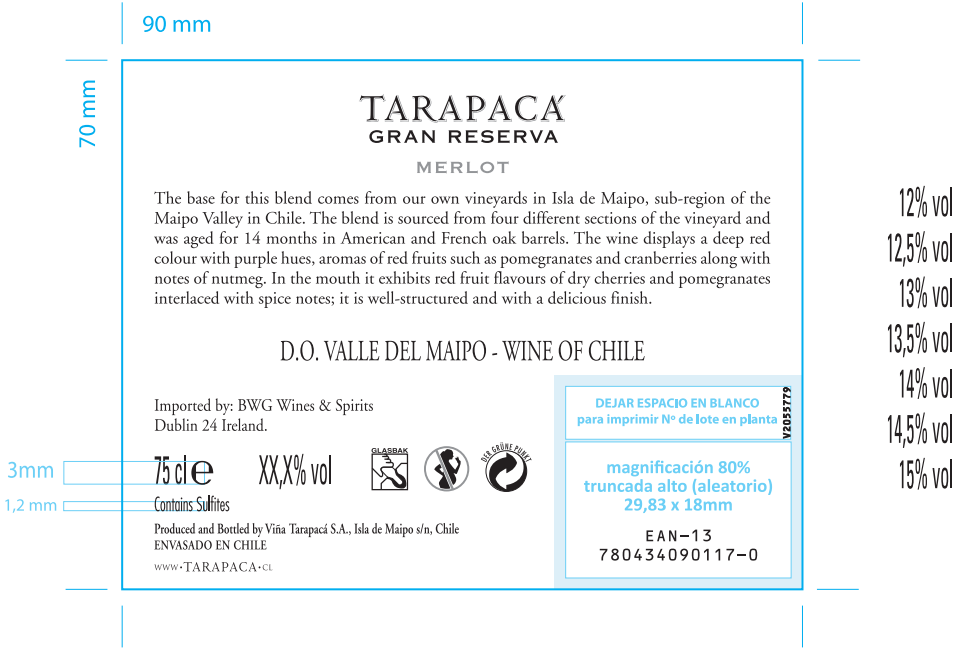 90 mm
70 mm
TARAPACÁ
GRAN RESERVA
MERLOT
The base for this blend comes from our own vineyards in Isla de Maipo, sub-region of the
Maipo Valley in Chile. The blend is sourced from four different sections of the vineyard and
was aged for 14 months in American and French oak barrels. The wine displays a deep red
colour with purple hues, aromas of red fruits such as pomegranates and cranberries along with
notes of nutmeg. In the mouth it exhibits red fruit flavours of dry cherries and pomegranates
interlaced with spice notes; it is well-structured and with a delicious finish.
D.O. VALLE DEL MAIPO - WINE OF CHILE
Imported by: BWG Wines & Spirits
Dublin 24 Ireland.
3mm
75 cl e
XX,X% vol
GLASBAK
DER GRÜNE PUNKT
1,2 mm
Contains Sulfites
Produced and Bottled by Viña Tarapacá S.A., Isla de Maipo s/n, Chile
ENVASADO EN CHILE
WWW·TARAPACA·CL
DEJAR ESPACIO EN BLANCO
para imprimir Nº de lote en planta
V2055779
magnificación 80%
truncada alto (aleatorio)
29,83 x 18mm
EAN-13
780434090117-0
12% vol
12,5% vol
13% vol
13,5% vol
14% vol
14,5% vol
15% vol